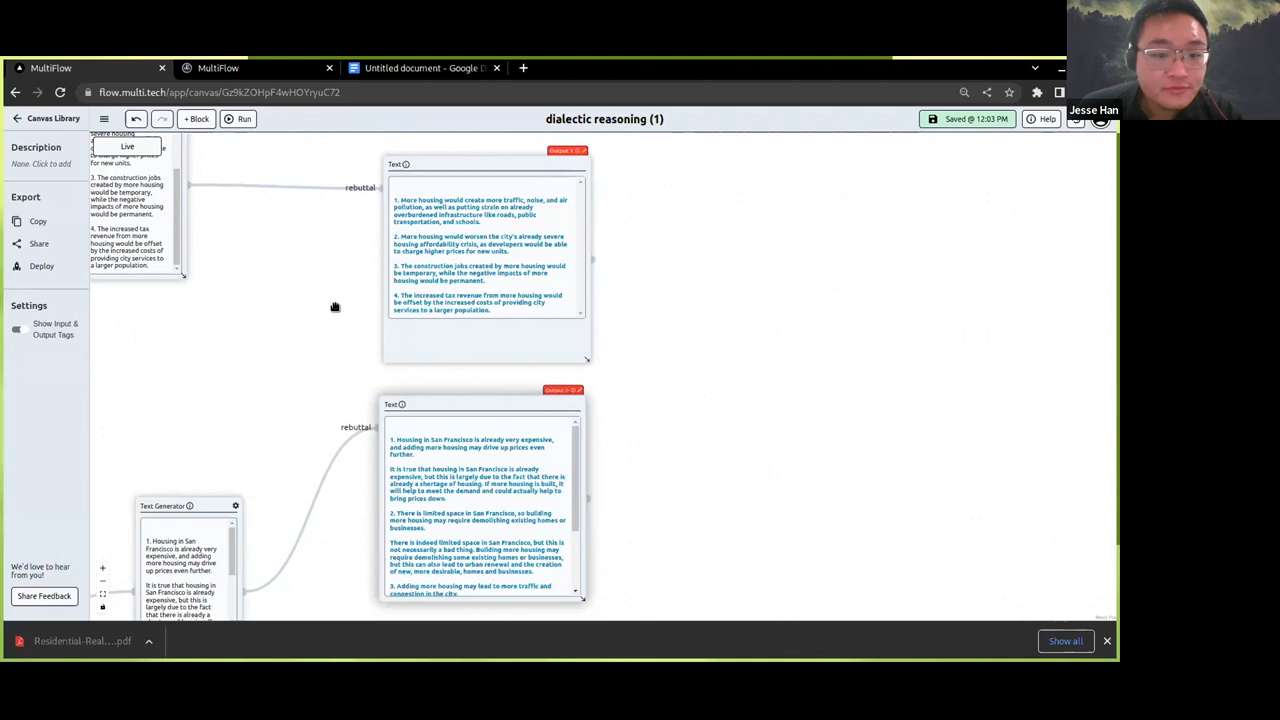 MultiFlow
MultiFlow
Untitled document - Google D
flow.multi.tech/app/canvas/Gz9kZOHpF4wHOYryuC72
Jesse Han
Canvas Library
+ Block
Run
dialectic reasoning (1)
Saved @ 12:03 PM
Help
Description
None. Click to add
Export
Copy
Share
Deploy
Settings
Show Input &
Output Tags
We'd love to hear
from you!
Share Feedback
Live
severe housing
for new units.
3. The construction jobs
created by more housing
would be temporary,
while the negative
impacts of more
housing would be
permanent.
4. The increased tax
revenue from more
housing would be offset
by the increased costs of
providing city services to
a larger population.
rebuttal
Output 1
Text
1. More housing would create more traffic, noise, and air
pollution, as well as putting strain on already
overburdened infrastructure like roads, public
transportation, and schools.
2. More housing would worsen the city's already severe
housing affordability crisis, as developers would be able
to charge higher prices for new units.
3. The construction jobs created by more housing would
be temporary, while the negative impacts of more
housing would be permanent.
4. The increased tax revenue from more housing would
be offset by the increased costs of providing city
services to a larger population.
rebuttal
Text
1. Housing in San Francisco is already very expensive,
and adding more housing may drive up prices even
further.
It is true that housing in San Francisco is already
expensive, but this is largely due to the fact that there is
already a shortage of housing. If more housing is built, it
will help to meet the demand and could actually help to
bring prices down.
2. There is limited space in San Francisco, so building
more housing may require demolishing existing homes or
businesses.
There is indeed limited space in San Francisco, but this is
not necessarily a bad thing. Building more housing may
require demolishing some existing homes or businesses,
but this can also lead to urban renewal and the creation
of new, more desirable, homes and businesses.
3. Adding more housing may lead to more traffic and
congestion in the city.
Text Generator
1. Housing in San
Francisco is already very
expensive, and adding
more housing may drive
up prices even further.
It is true that housing in
San Francisco is already
expensive, but this is
largely due to the fact
that there is already a
Residential-Real....pdf
Show all